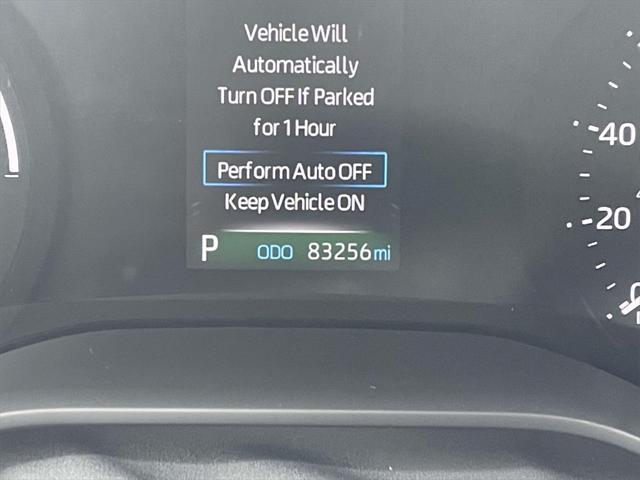 Vehicle Will
Automatically
Turn OFF If Parked
for 1 Hour
Perform Auto OFF
Keep Vehicle ON
P ODO 83256 mi
40
20
0